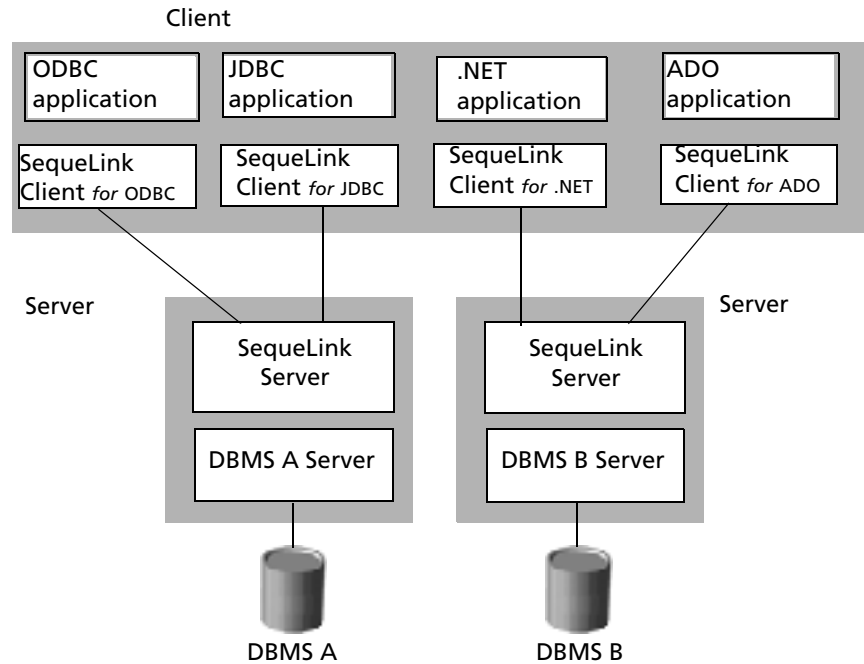 Client
ODBC
application
JDBC
application
.NET
application
ADO
application
SequeLink
Client for ODBC
SequeLink
Client for JDBC
SequeLink
Client for .NET
SequeLink
Client for ADO
Server
Server
SequeLink
Server
SequeLink
Server
DBMS A Server
DBMS B Server
DBMS A
DBMS B